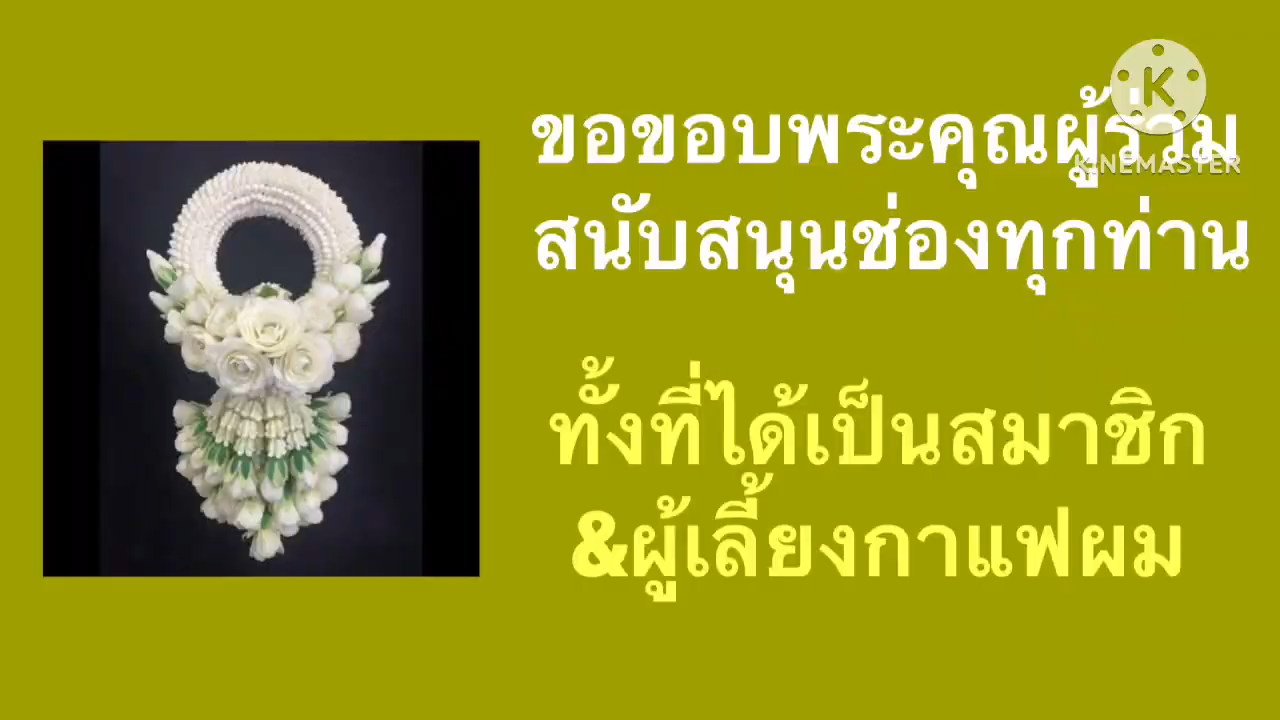 ขอขอบพระคุณผู้ร่วม
สนับสนุนช่องทุกท่าน
ทั้งที่ได้เป็นสมาชิก
&ผู้เลี้ยงกาแฟผม
K
KINEMASTER